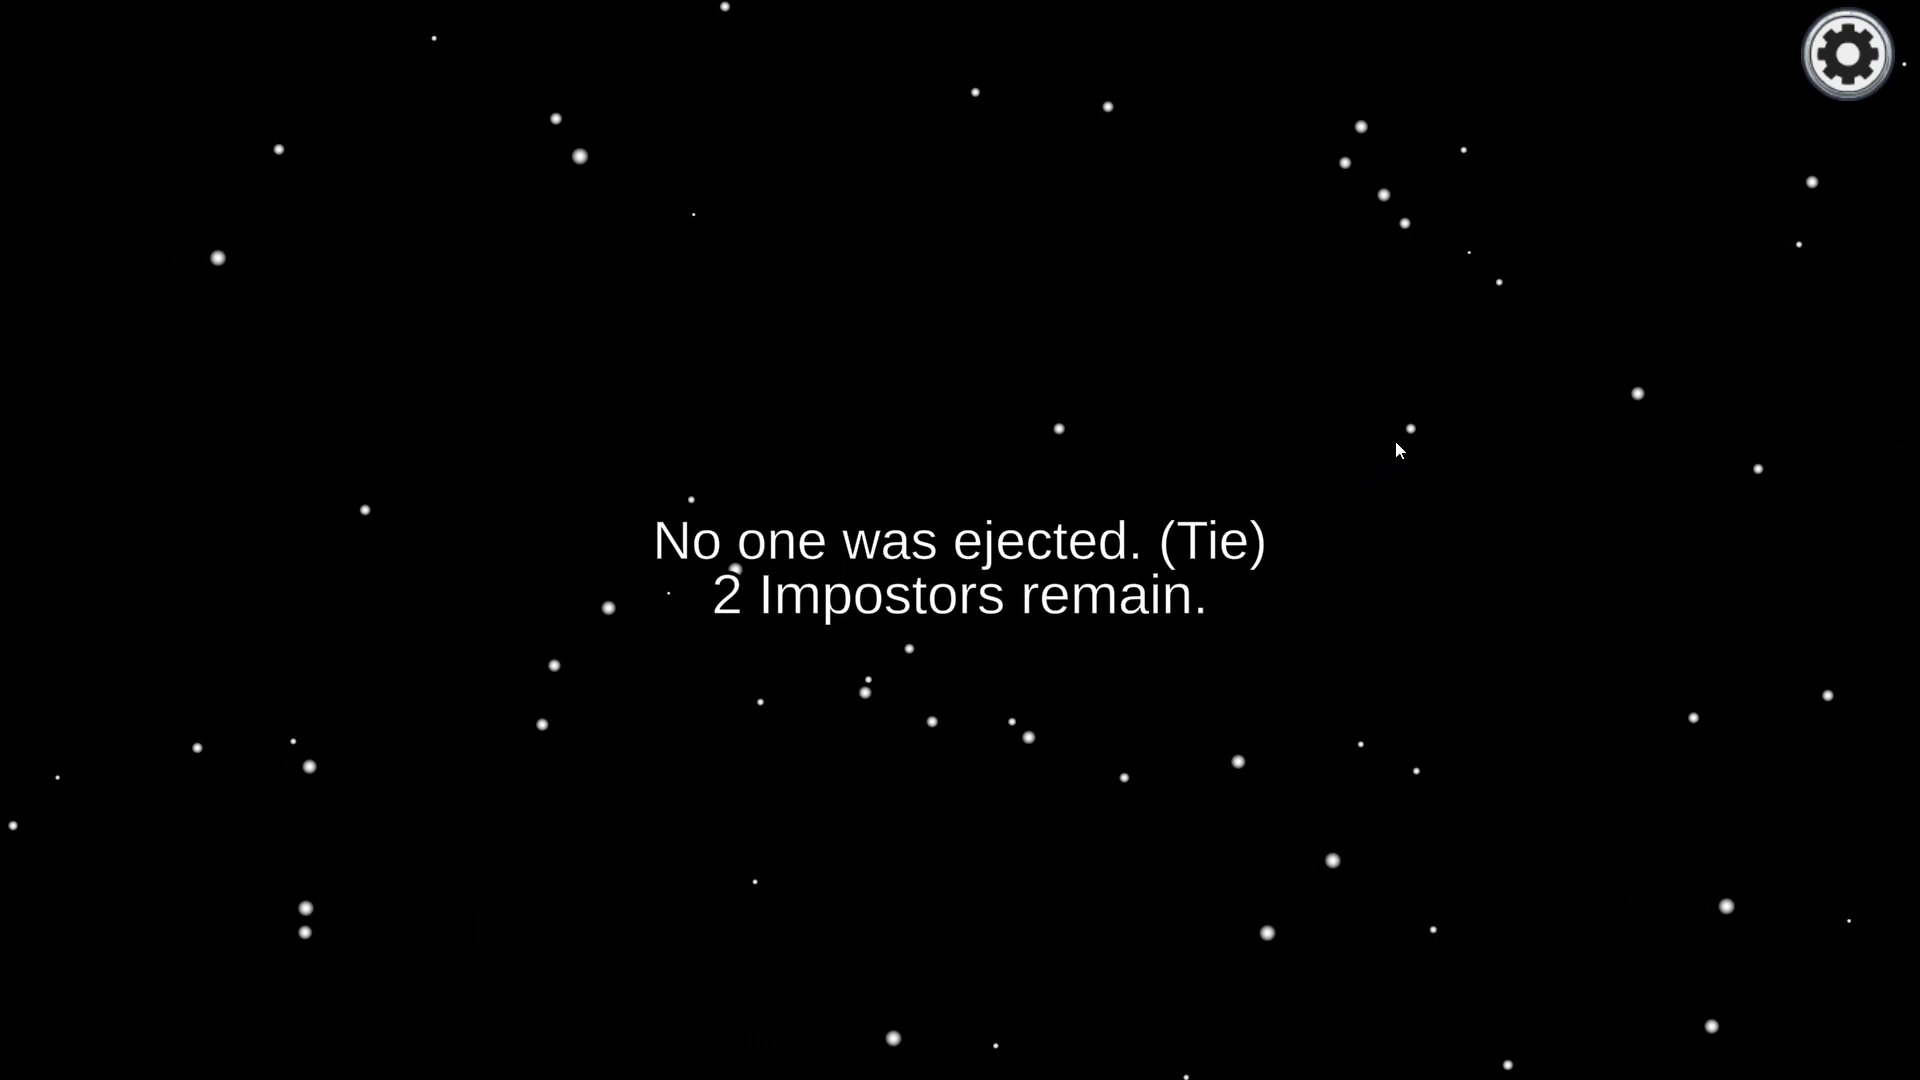 No one was ejected. (Tie)
2 Impostors remain.